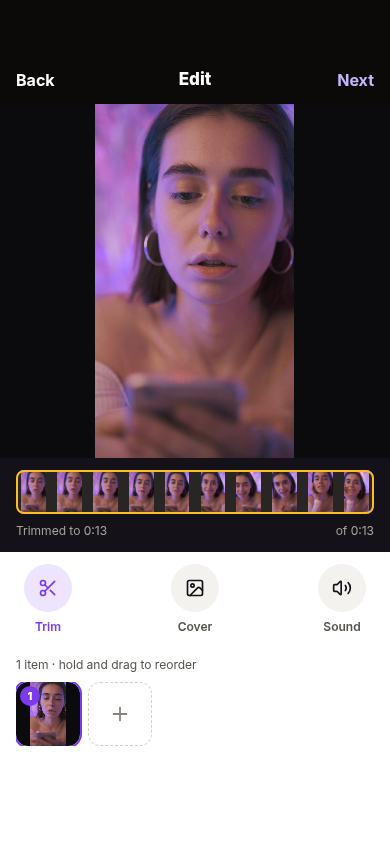 Back
Edit
Next
Trimmed to 0:13
of 0:13
Trim
Cover
Sound
1 item · hold and drag to reorder
1